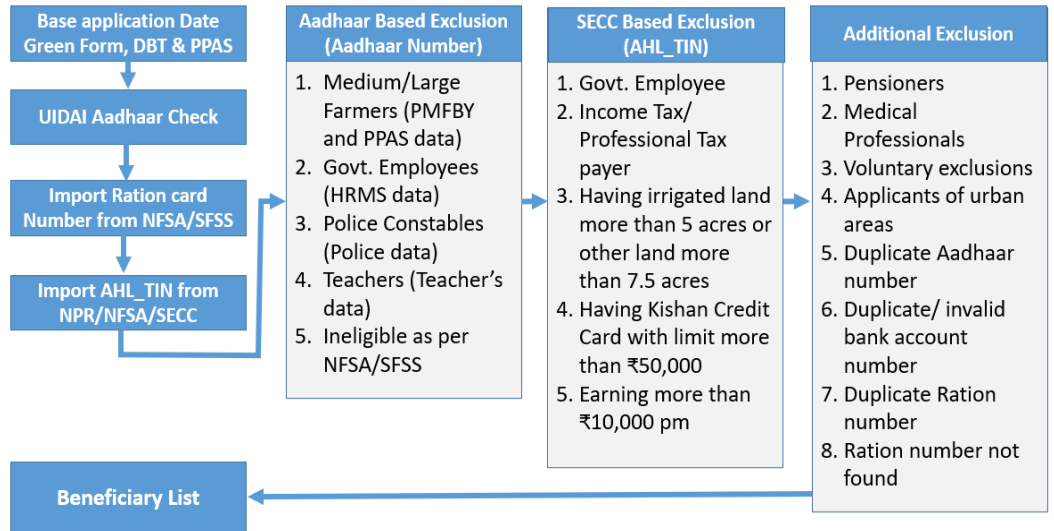 Base application Date
Green Form, DBT & PPAS
UIDAI Aadhaar Check
Import Ration card
Number from NFSA/SFSS
Import AHL_TIN from
NPR/NFSA/SECC
Aadhaar Based Exclusion
(Aadhaar Number)
1. Medium/Large
Farmers (PMFBY
and PPAS data)
2. Govt. Employees
(HRMS data)
3. Police Constables
(Police data)
4. Teachers (Teacher’s
data)
5. Ineligible as per
NFSA/SFSS
SECC Based Exclusion
(AHL_TIN)
1. Govt. Employee
2. Income Tax/
Professional Tax
payer
3. Having irrigated land
more than 5 acres or
other land more
than 7.5 acres
4. Having Kishan Credit
Card with limit more
than ₹50,000
5. Earning more than
₹10,000 pm
Additional Exclusion
1. Pensioners
2. Medical
Professionals
3. Voluntary exclusions
4. Applicants of urban
areas
5. Duplicate Aadhaar
number
6. Duplicate/ invalid
bank account
number
7. Duplicate Ration
number
8. Ration number not
found
Beneficiary List